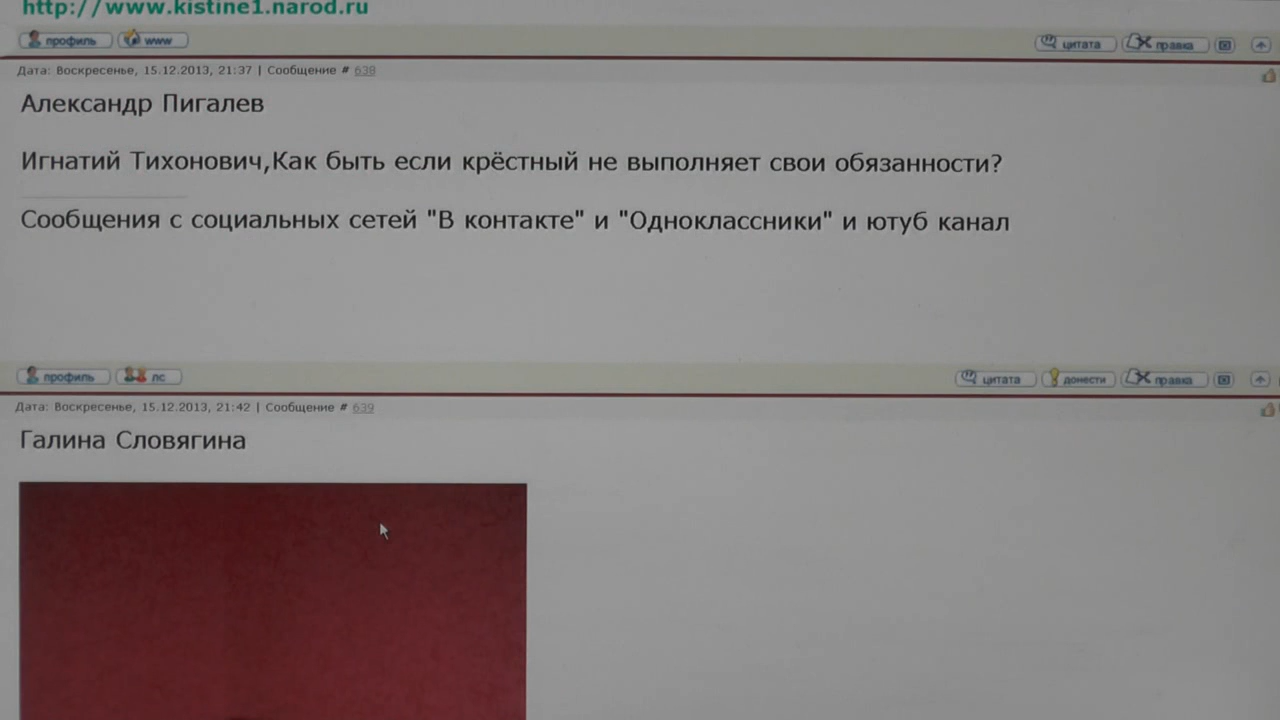 http://www.kistine1.narod.ru
профиль www цитата правка
Дата: Воскресенье, 15.12.2013, 21:37 | Сообщение # 638
Александр Пигалев
Игнатий Тихонович,Как быть если крёстный не выполняет свои обязанности?
Сообщения с социальных сетей "В контакте" и "Одноклассники" и ютуб канал
профиль лс цитата донести правка
Дата: Воскресенье, 15.12.2013, 21:42 | Сообщение # 639
Галина Словягина